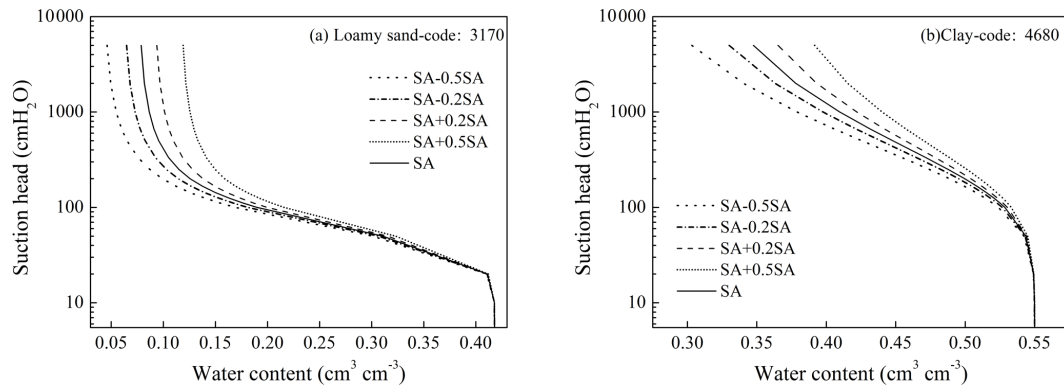 10000
1000
100
10
Suction head (cmH₂O)
(a) Loamy sand-code: 3170
SA-0.5SA
SA-0.2SA
SA+0.2SA
SA+0.5SA
SA
0.05 0.10 0.15 0.20 0.25 0.30 0.35 0.40
Water content (cm³ cm⁻³)
10000
1000
100
10
Suction head (cmH₂O)
(b)Clay-code: 4680
SA-0.5SA
SA-0.2SA
SA+0.2SA
SA+0.5SA
SA
0.30 0.35 0.40 0.45 0.50 0.55
Water content (cm³ cm⁻³)